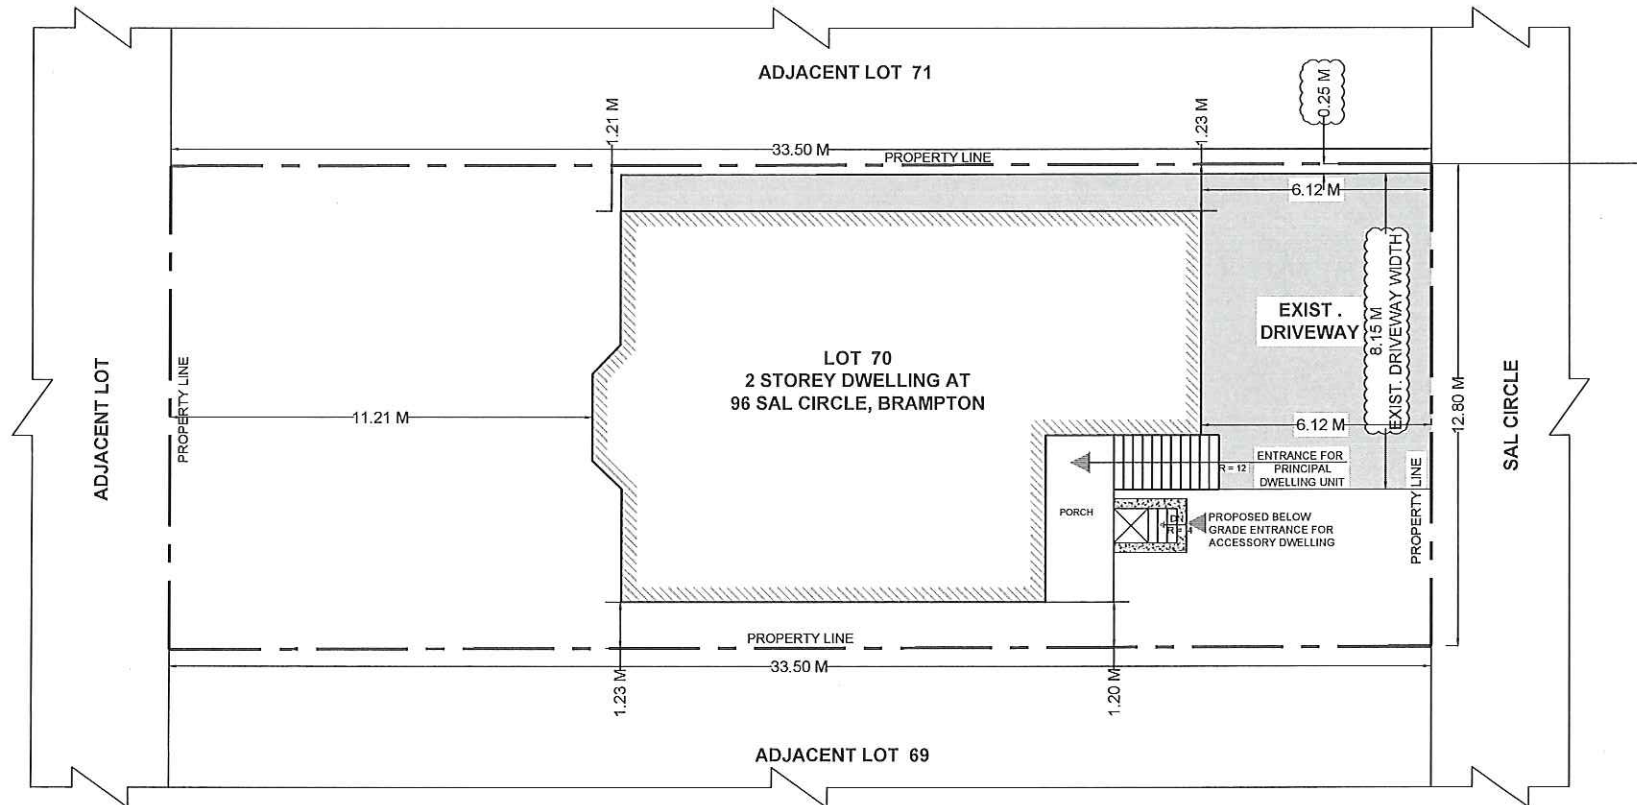 ADJACENT LOT 71
1.21 M
1.23 M
0.25 M
33.50 M
PROPERTY LINE
6.12 M
EXIST .
DRIVEWAY
8.15 M
EXIST. DRIVEWAY WIDTH
12.80 M
SAL CIRCLE
ADJACENT LOT
PROPERTY LINE
11.21 M
LOT 70
2 STOREY DWELLING AT
96 SAL CIRCLE, BRAMPTON
6.12 M
R = 12
ENTRANCE FOR
PRINCIPAL
DWELLING UNIT
PORCH
DN
PROPOSED BELOW
GRADE ENTRANCE FOR
ACCESSORY DWELLING
PROPERTY LINE
PROPERTY LINE
33.50 M
1.23 M
1.20 M
ADJACENT LOT 69